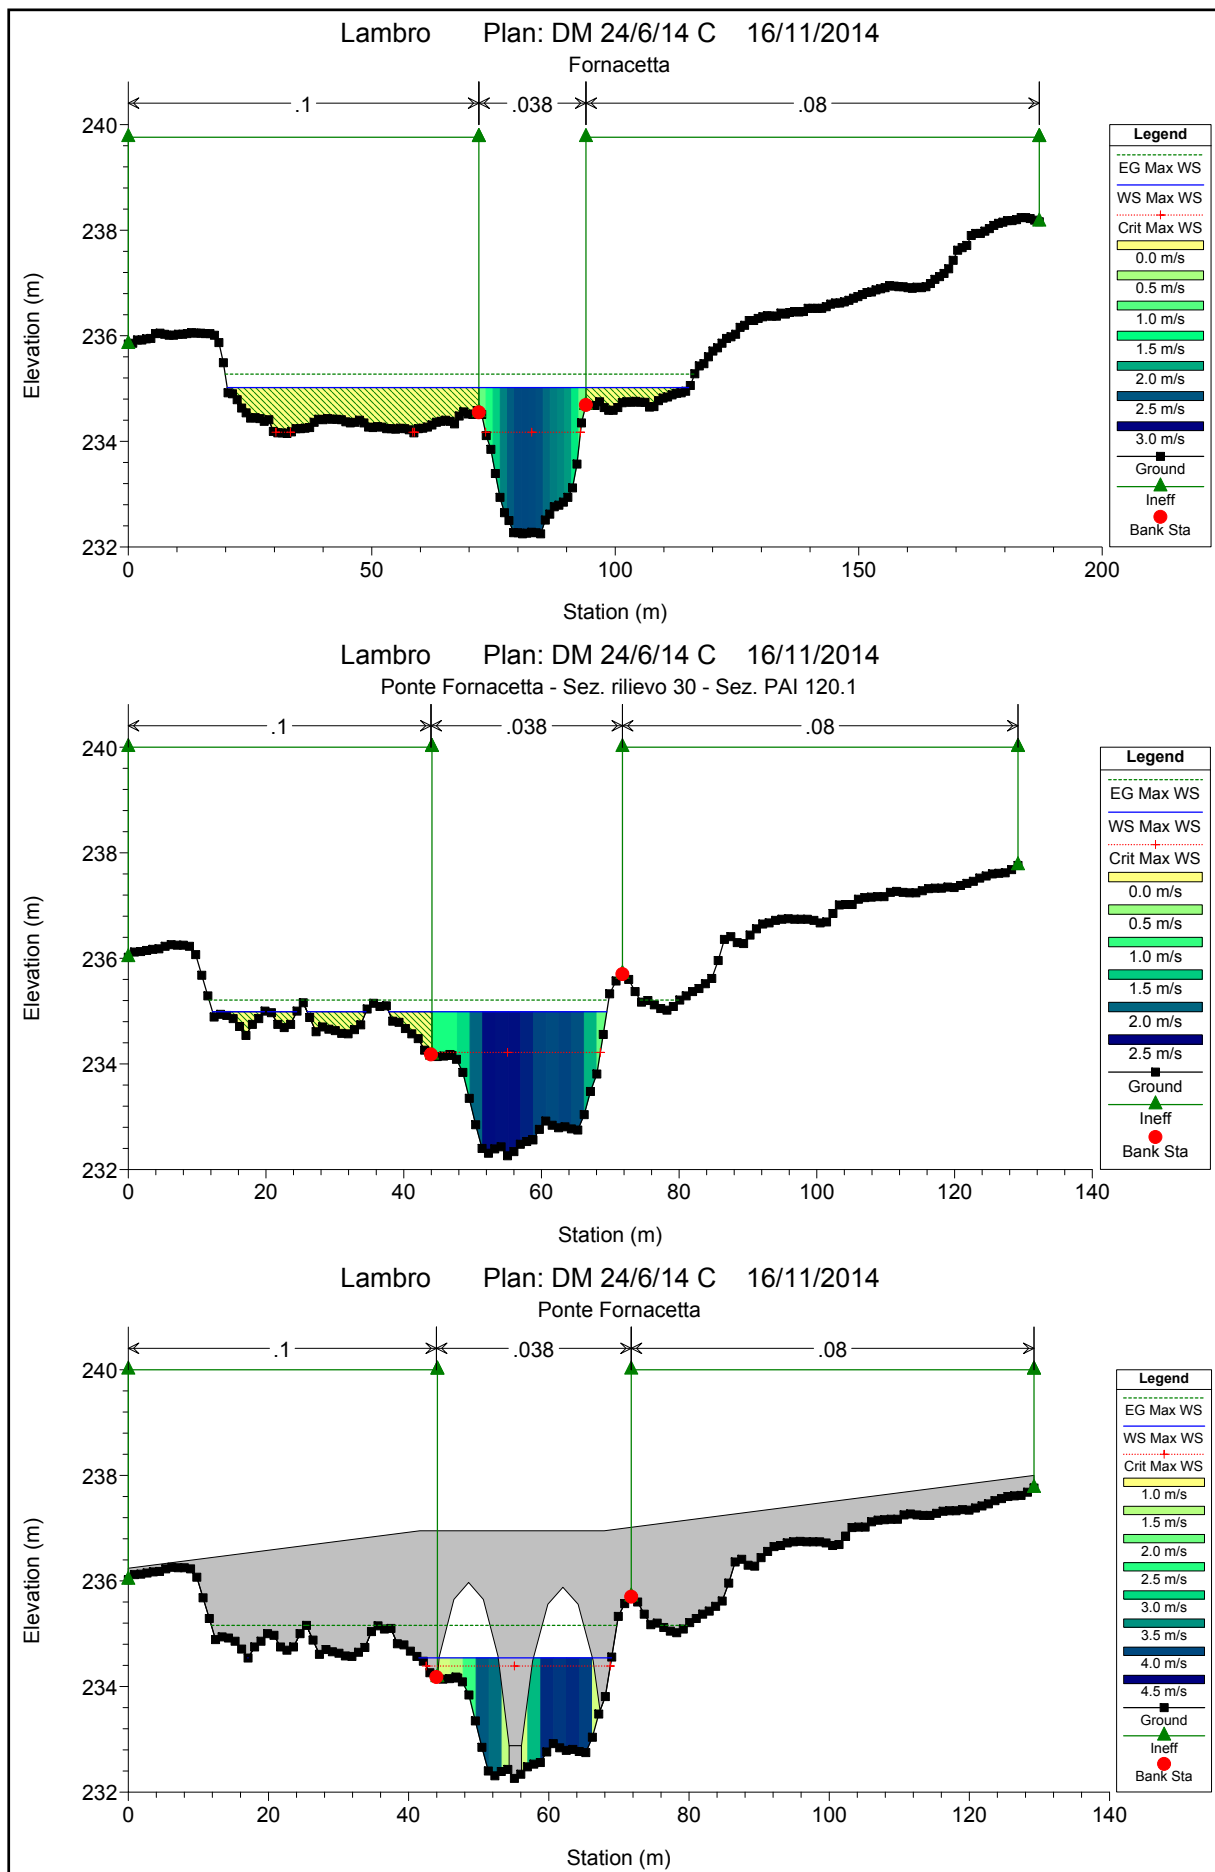 Lambro Plan: DM 24/6/14 C 16/11/2014
Fornacetta
.1 .038 .08
240
238
236
234
232
0 50 100 150 200
Elevation (m)
Station (m)
Legend
EG Max WS
WS Max WS
Crit Max WS
0.0 m/s
0.5 m/s
1.0 m/s
1.5 m/s
2.0 m/s
2.5 m/s
3.0 m/s
Ground
Ineff
Bank Sta
Lambro Plan: DM 24/6/14 C 16/11/2014
Ponte Fornacetta - Sez. rilievo 30 - Sez. PAI 120.1
.1 .038 .08
240
238
236
234
232
0 20 40 60 80 100 120 140
Elevation (m)
Station (m)
Legend
EG Max WS
WS Max WS
Crit Max WS
0.0 m/s
0.5 m/s
1.0 m/s
1.5 m/s
2.0 m/s
2.5 m/s
Ground
Ineff
Bank Sta
Lambro Plan: DM 24/6/14 C 16/11/2014
Ponte Fornacetta
.1 .038 .08
240
238
236
234
232
0 20 40 60 80 100 120 140
Elevation (m)
Station (m)
Legend
EG Max WS
WS Max WS
Crit Max WS
1.0 m/s
1.5 m/s
2.0 m/s
2.5 m/s
3.0 m/s
3.5 m/s
4.0 m/s
4.5 m/s
Ground
Ineff
Bank Sta